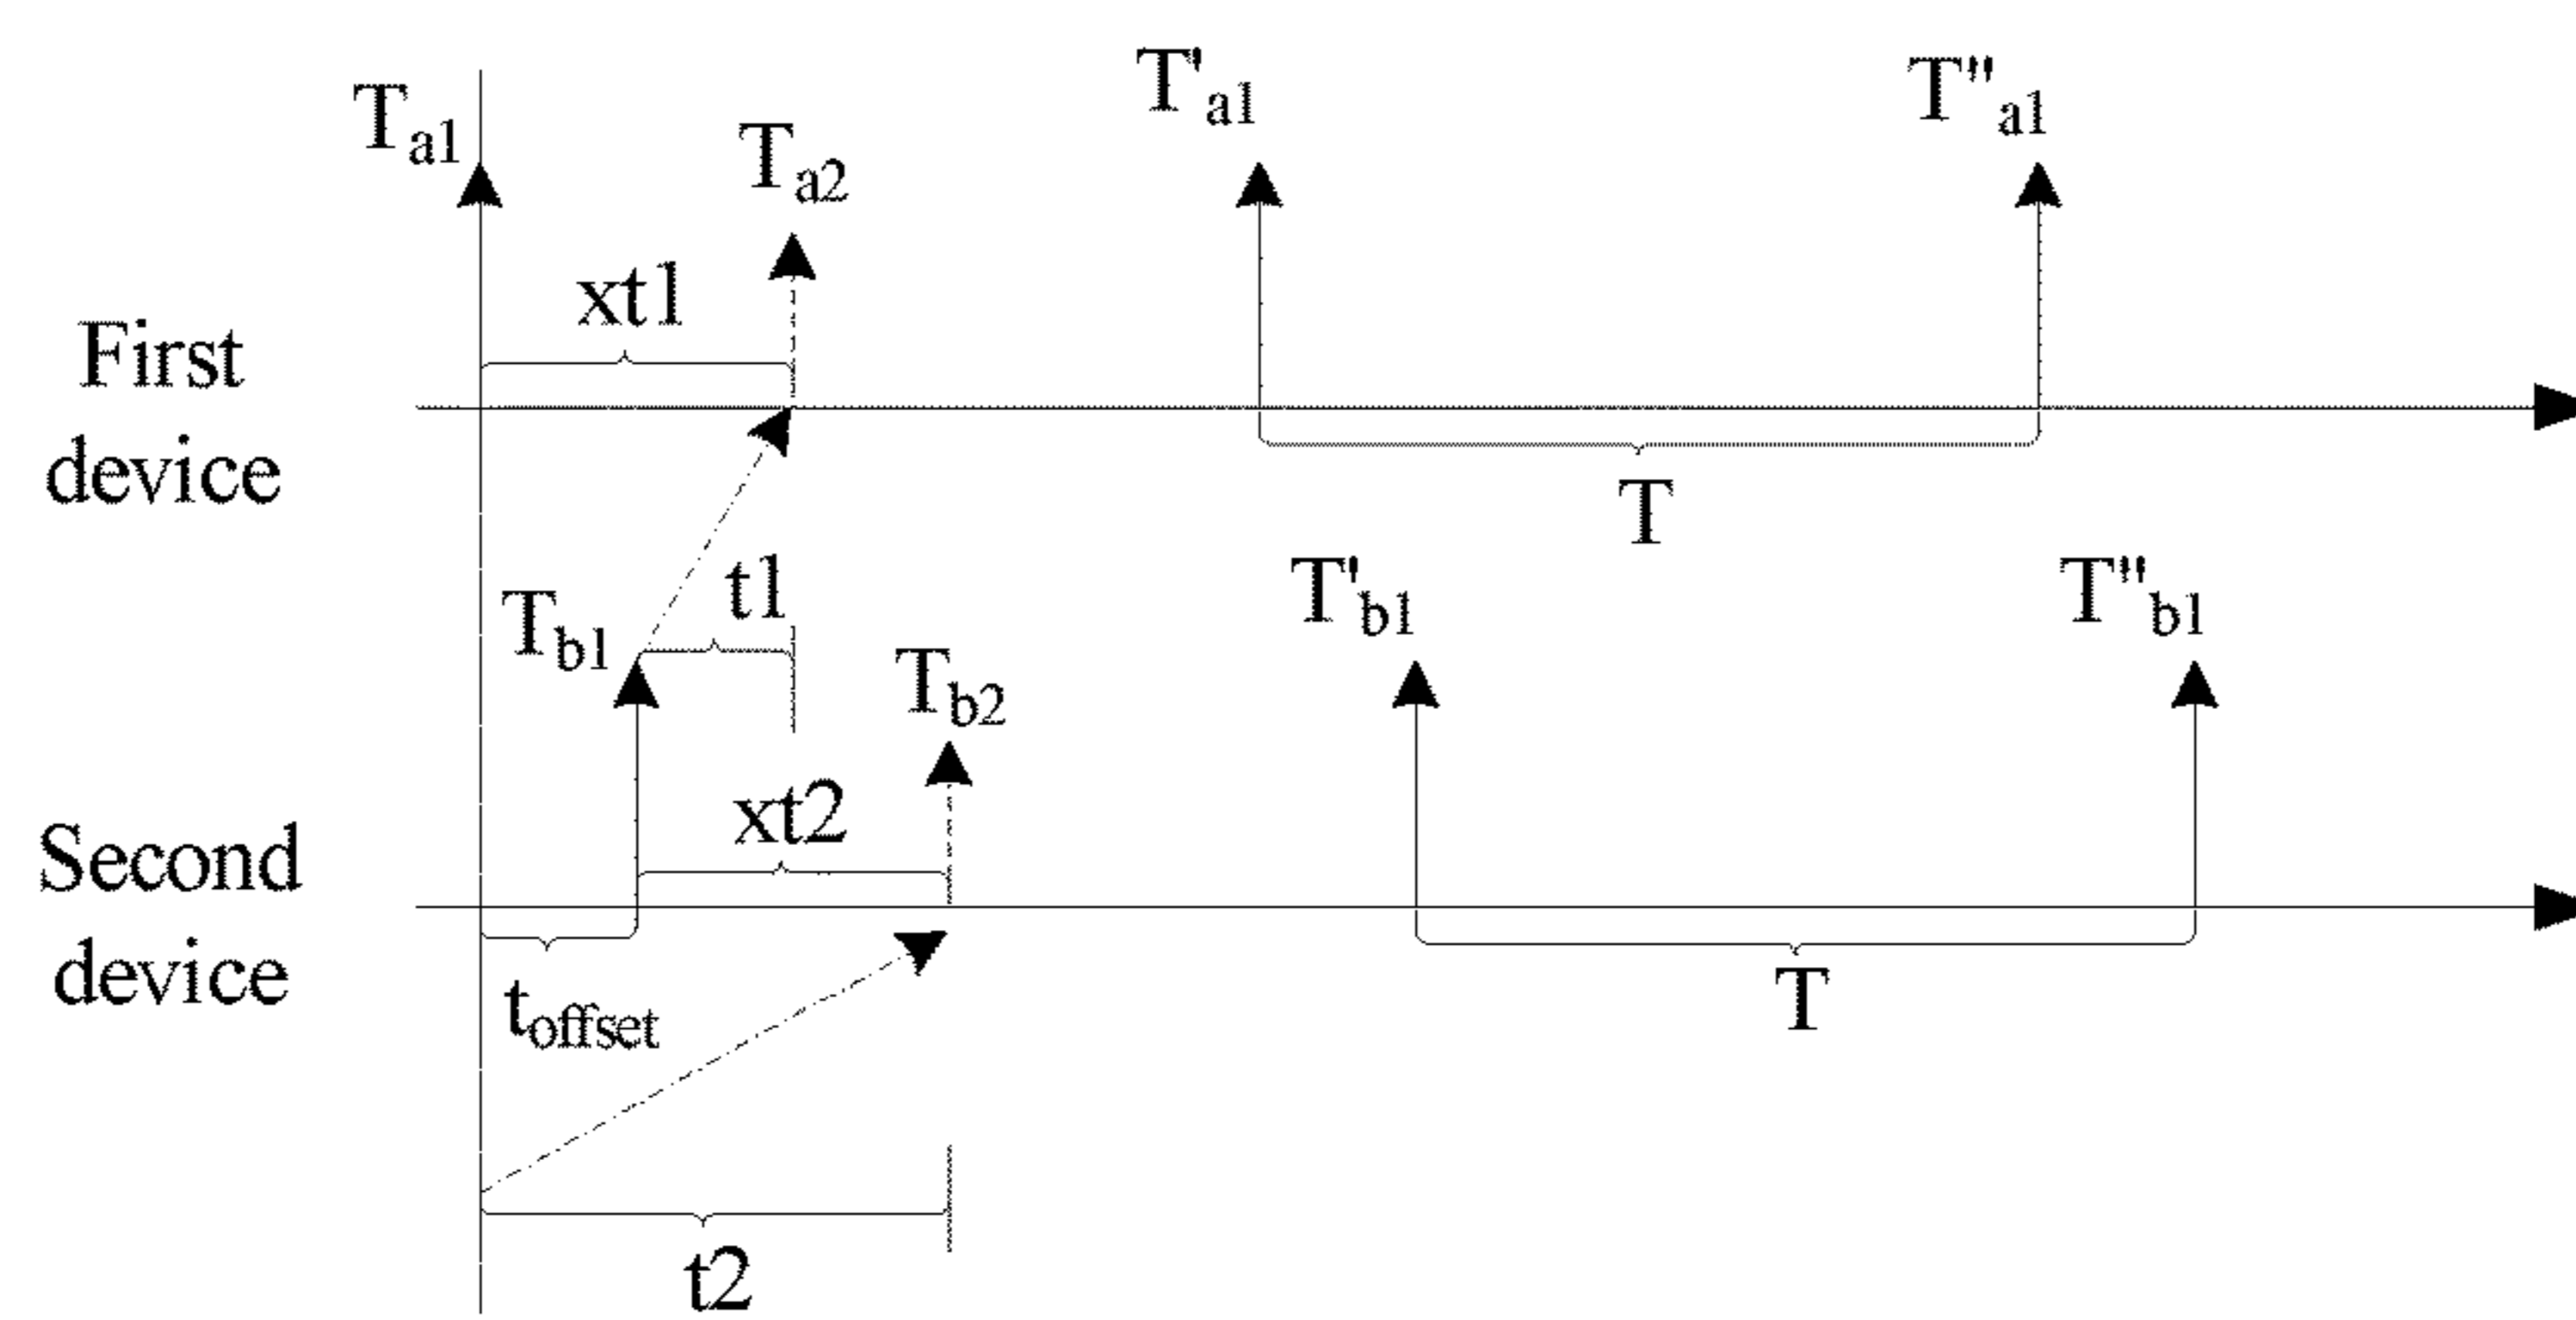 T'a1
T"a1
Ta1
Ta2
xt1
First
device
T
t1
T'b1
T"b1
Tb1
Tb2
xt2
Second
device
toffset
T
t2